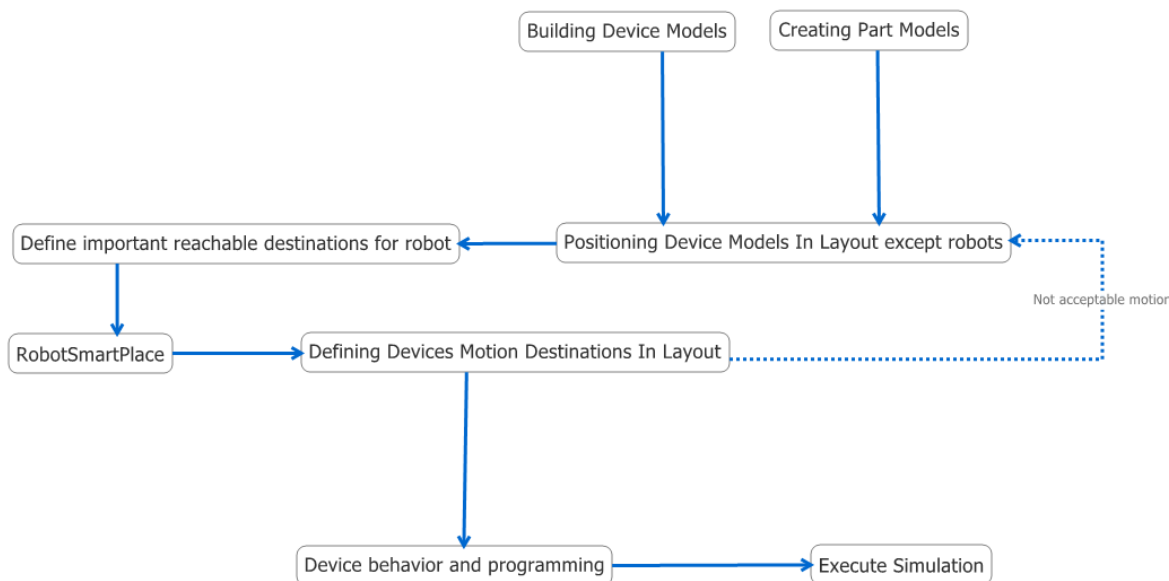 Building Device Models
Creating Part Models
Define important reachable destinations for robot
Positioning Device Models In Layout except robots
Not acceptable motion
RobotSmartPlace
Defining Devices Motion Destinations In Layout
Device behavior and programming
Execute Simulation